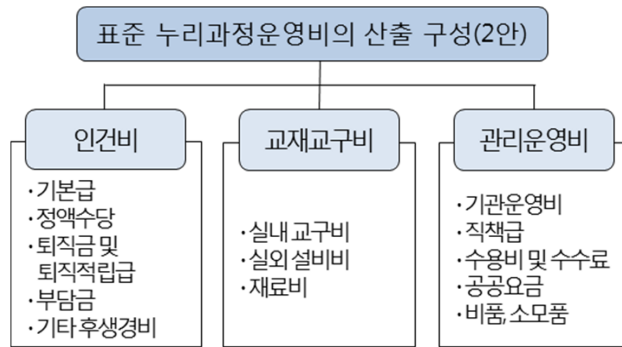 표준 누리과정운영비의 산출 구성(2안)
인건비
· 기본급
· 정액수당
· 퇴직금 및
퇴직적립급
· 부담금
· 기타 후생경비
교재교구비
· 실내 교구비
· 실외 설비비
· 재료비
관리운영비
· 기관운영비
· 직책급
· 수용비 및 수수료
· 공공요금
· 비품, 소모품